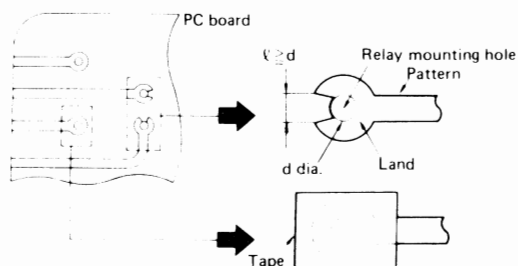 PC board
ℓ ≧ d
Relay mounting hole
Pattern
d dia.
Land
Tape